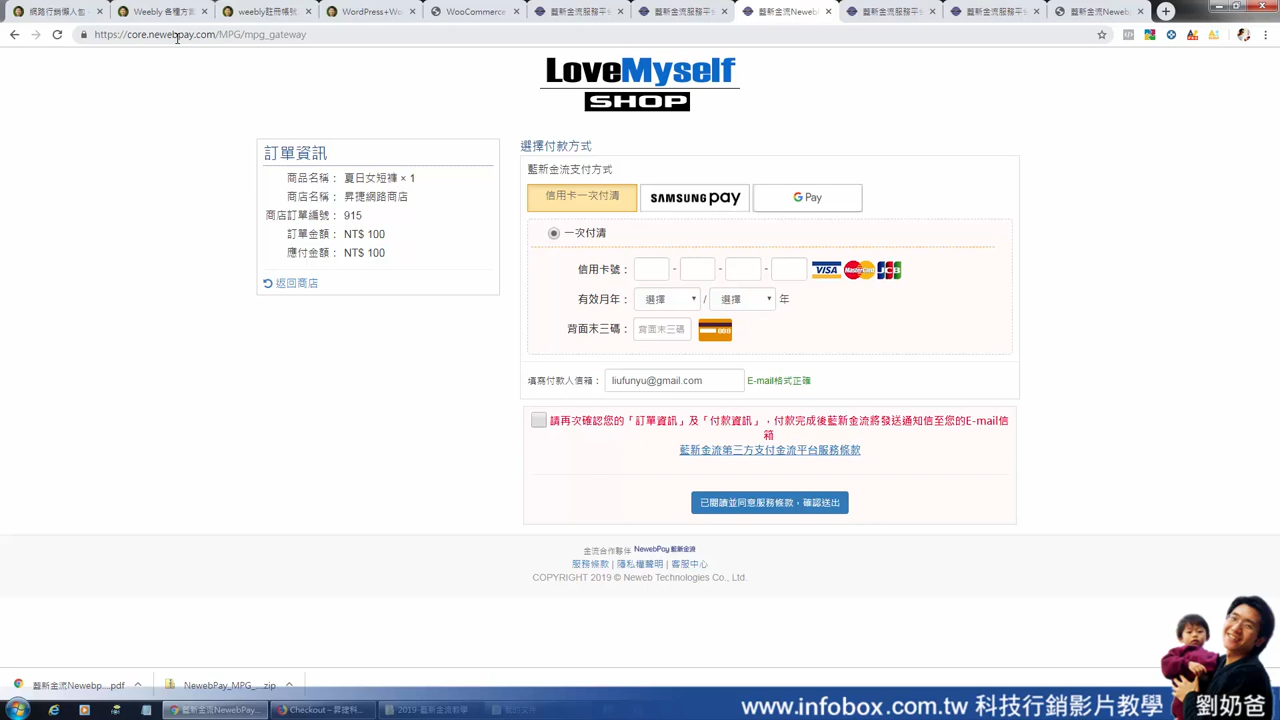 網路行銷懶人包
Weebly 各種方案
weebly註冊帳號
WordPress+Wo
WooCommerce
藍新金流服務平
藍新金流服務平
藍新金流Newebl
藍新金流服務平
藍新金流服務平
藍新金流Newebp
https://core.newebpay.com/MPG/mpg_gateway
LoveMyself
SHOP
訂單資訊
商品名稱： 夏日女短褲 × 1
商店名稱： 昇捷網路商店
商店訂單編號： 915
訂單金額： NT$ 100
應付金額： NT$ 100
返回商店
選擇付款方式
藍新金流支付方式
信用卡一次付清
SAMSUNG pay
G Pay
一次付清
信用卡號： - - - VISA MasterCard JCB
有效月年： 選擇 / 選擇 年
背面末三碼： 背面末三碼 080
填寫付款人信箱： liufunyu@gmail.com E-mail格式正確
請再次確認您的「訂單資訊」及「付款資訊」，付款完成後藍新金流將發送通知信至您的E-mail信
箱
藍新金流第三方支付金流平台服務條款
已閱讀並同意服務條款，確認送出
金流合作夥伴 NewebPay 藍新金流
服務條款 | 隱私權聲明 | 客服中心
COPYRIGHT 2019 © Neweb Technologies Co., Ltd.
藍新金流Newebp....pdf
NewebPay_MPG_....zip
藍新金流NewebPa...
Checkout – 昇捷科...
2019-藍新金教學
我的文件
www.infobox.com.tw 科技行銷影片教學
劉奶爸